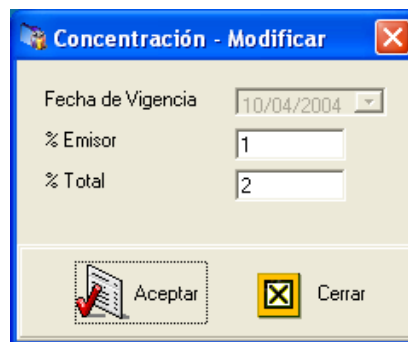 Concentración - Modificar
Fecha de Vigencia 10/04/2004
% Emisor 1
% Total 2
Aceptar Cerrar